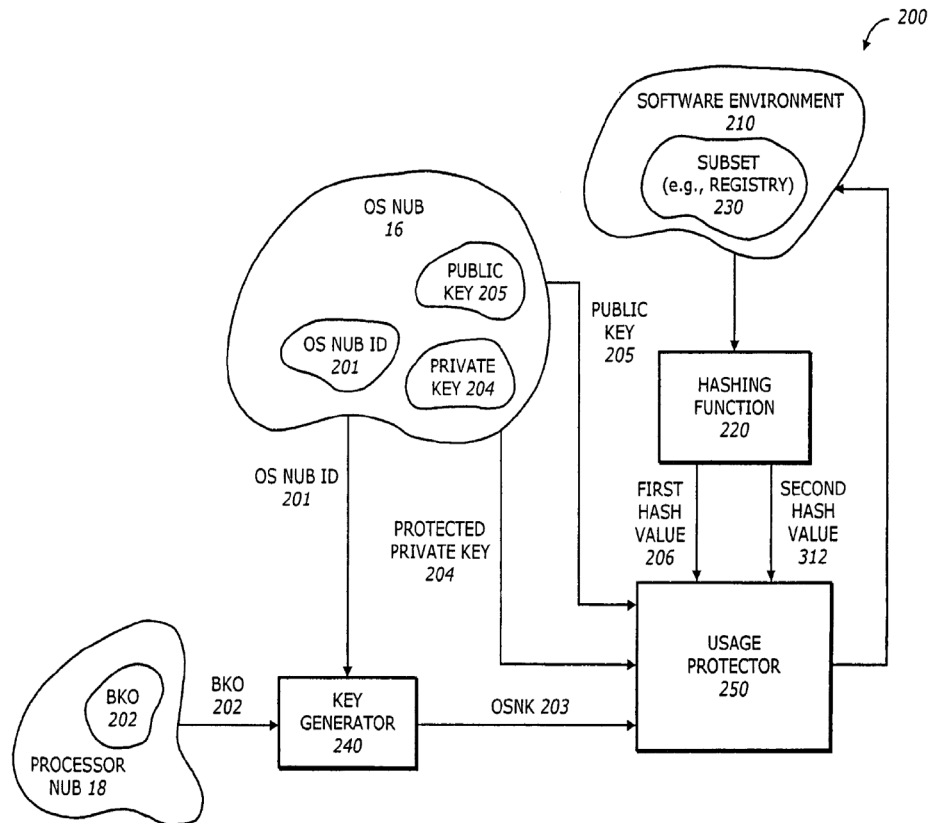 200
SOFTWARE ENVIRONMENT
210
SUBSET
(e.g., REGISTRY)
230
OS NUB
16
PUBLIC
KEY 205
OS NUB ID
201
PRIVATE
KEY 204
PUBLIC
KEY
205
HASHING
FUNCTION
220
OS NUB ID
201
PROTECTED
PRIVATE KEY
204
FIRST
HASH
VALUE
206
SECOND
HASH
VALUE
312
USAGE
PROTECTOR
250
BKO
202
PROCESSOR
NUB 18
BKO
202
KEY
GENERATOR
240
OSNK 203